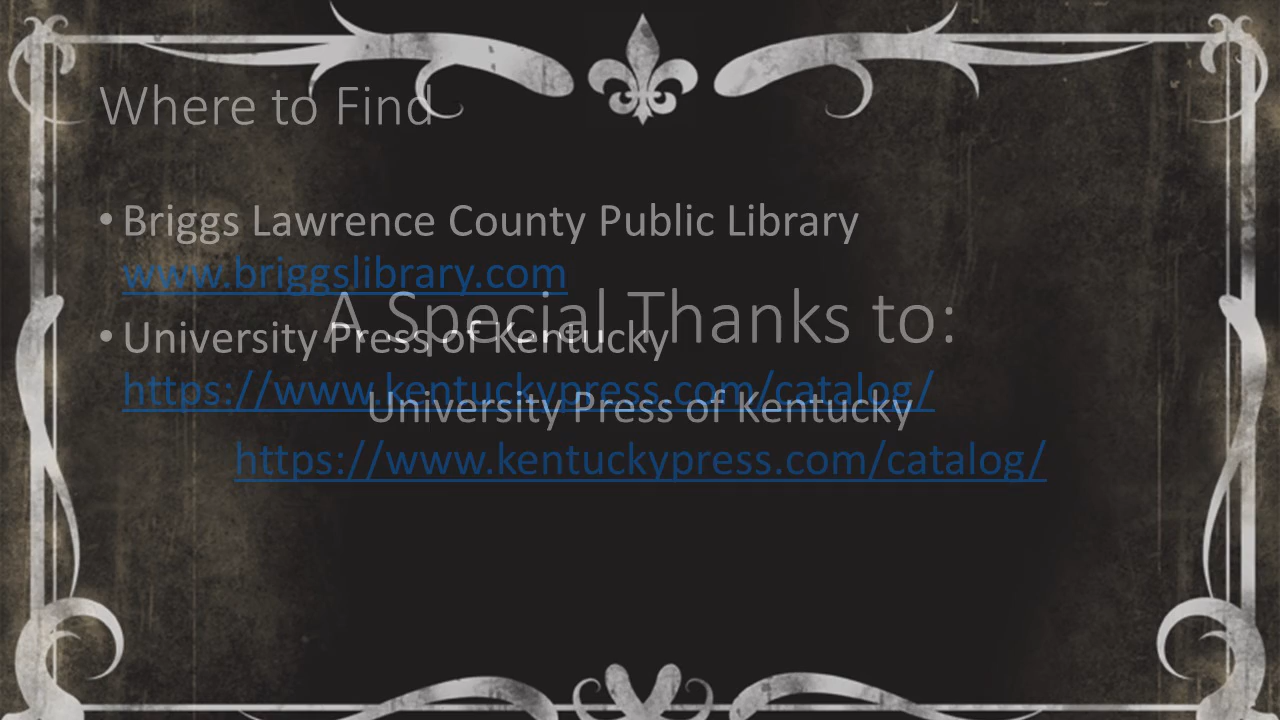 Where to Find
• Briggs Lawrence County Public Library
www.briggslibrary.com
• University Press of Kentucky
https://www.kentuckypress.com/catalog/
A Special Thanks to:
University Press of Kentucky
https://www.kentuckypress.com/catalog/